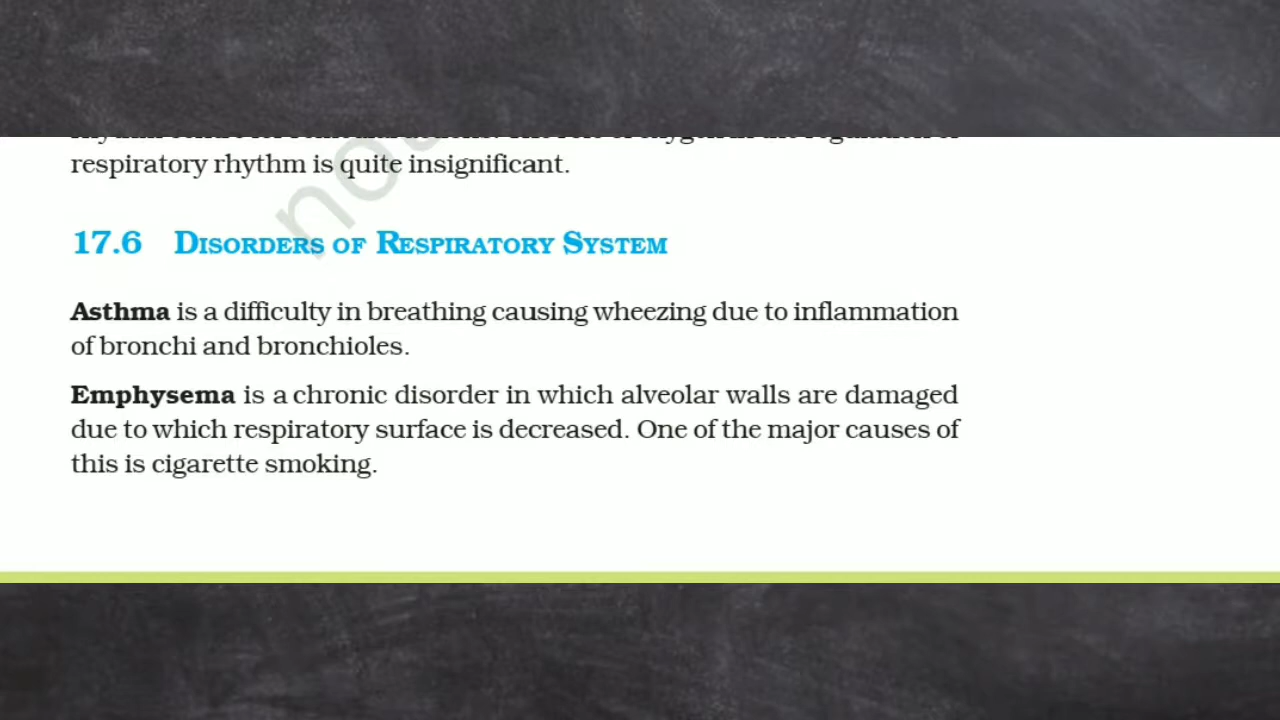 respiratory rhythm is quite insignificant.
17.6 Disorders of Respiratory System
Asthma is a difficulty in breathing causing wheezing due to inflammation
of bronchi and bronchioles.
Emphysema is a chronic disorder in which alveolar walls are damaged
due to which respiratory surface is decreased. One of the major causes of
this is cigarette smoking.